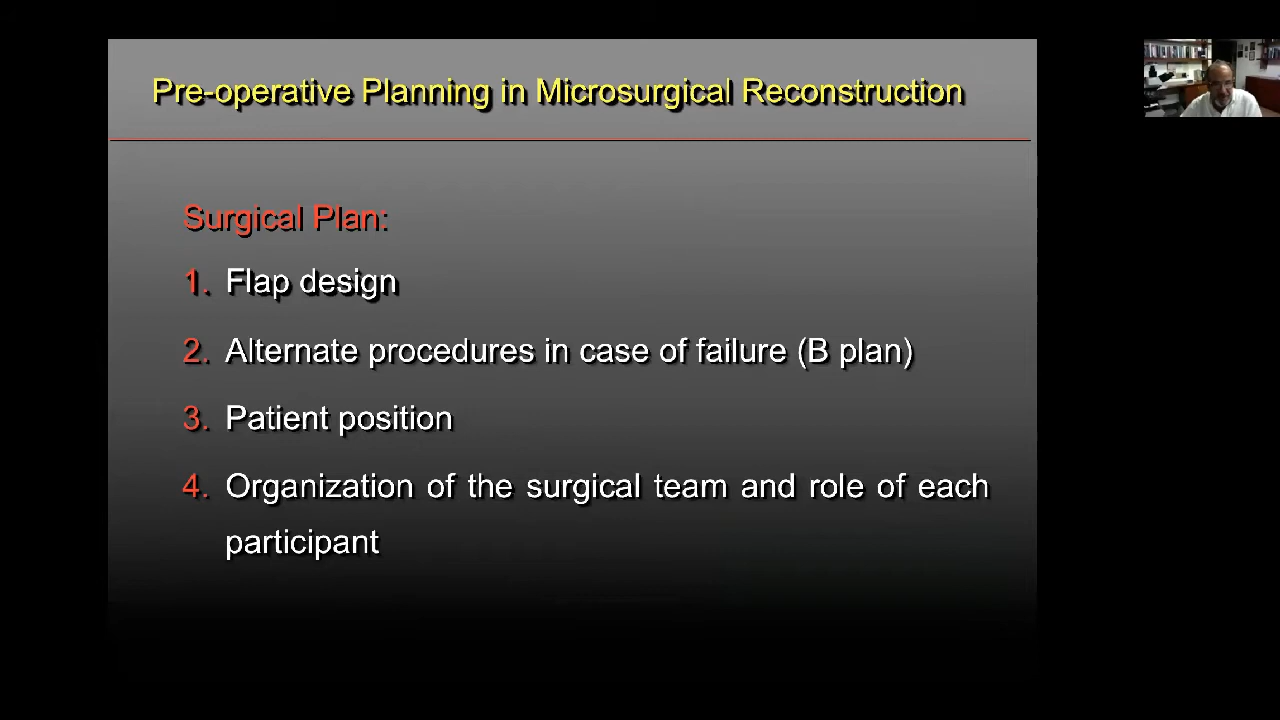 Pre-operative Planning in Microsurgical Reconstruction
Surgical Plan:
1. Flap design
2. Alternate procedures in case of failure (B plan)
3. Patient position
4. Organization of the surgical team and role of each
participant